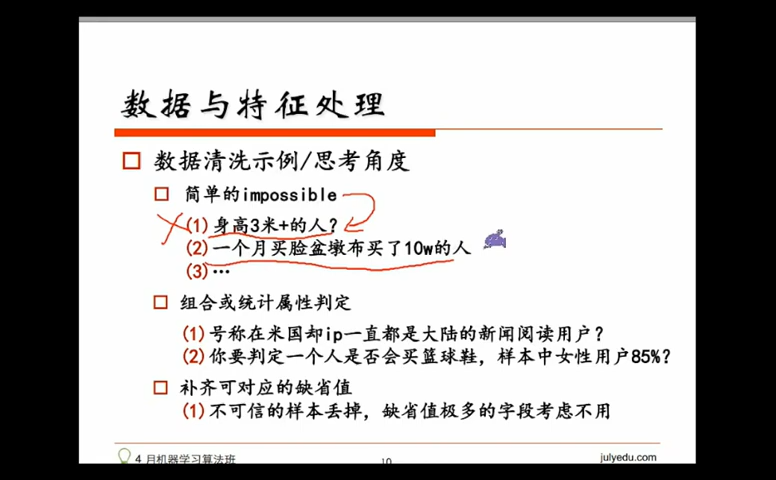 数据与特征处理
数据清洗示例/思考角度
简单的impossible
(1) 身高3米+的人?
(2) 一个月买脸盆墩布买了10w的人
(3) …
组合或统计属性判定
(1) 号称在米国却ip一直都是大陆的新闻阅读用户?
(2) 你要判定一个人是否会买篮球鞋，样本中女性用户85%?
补齐可对应的缺省值
(1) 不可信的样本丢掉，缺省值极多的字段考虑不用
4 月机器学习算法班
10
julyedu.com